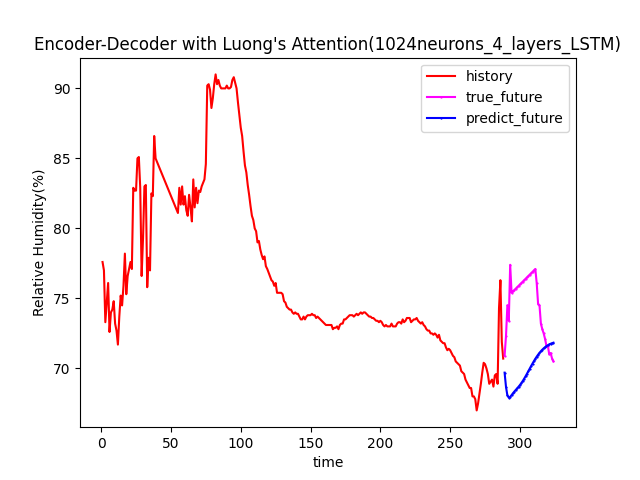 Encoder-Decoder with Luong's Attention(1024neurons_4_layers_LSTM)
history
true_future
predict_future
Relative Humidity(%)
90
85
80
75
70
0 50 100 150 200 250 300
time